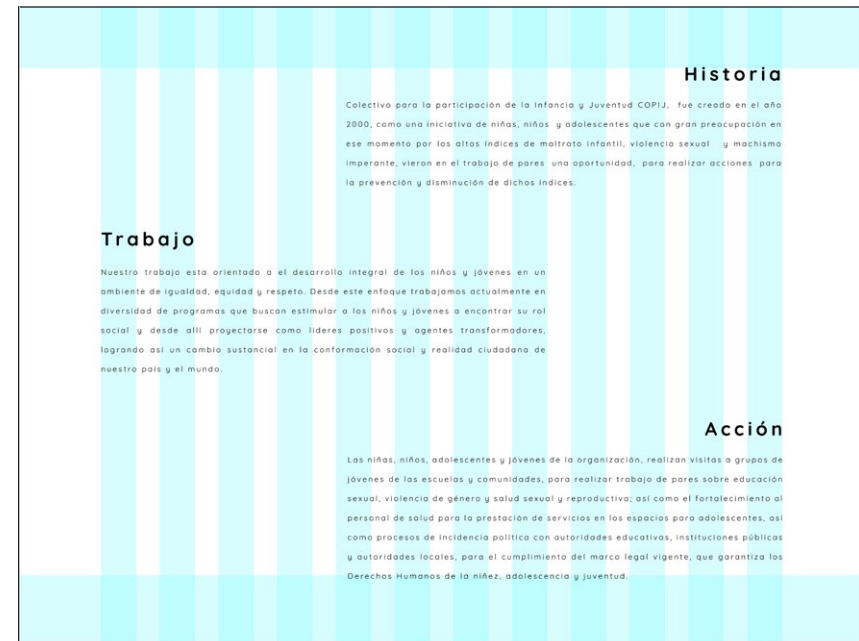 Historia
Colectivo para la participación de la Infancia y Juventud COPIJ, fue creado en el año
2000, como una iniciativa de niñas, niños y adolescentes que con gran preocupación en
ese momento por los altos índices de maltrato infantil, violencia sexual y machismo
imperante, vieron en el trabajo de pares una oportunidad, para realizar acciones para
la prevención y disminución de dichos índices.
Trabajo
Nuestro trabajo esta orientado a el desarrollo integral de los niños y jóvenes en un
ambiente de igualdad, equidad y respeto. Desde este enfoque trabajamos actualmente en
diversidad de programas que buscan estimular a los niños y jóvenes a encontrar su rol
social y desde allí proyectarse como lideres positivos y agentes transformadores,
logrando así un cambio sustancial en la conformación social y realidad ciudadana de
nuestro país y el mundo.
Acción
Las niñas, niños, adolescentes y jóvenes de la organización, realizan visitas a grupos de
jóvenes de las escuelas y comunidades, para realizar trabajo de pares sobre educación
sexual, violencia de género y salud sexual y reproductiva; así como el fortalecimiento al
personal de salud para la prestación de servicios en los espacios para adolescentes, así
como procesos de incidencia política con autoridades educativas, instituciones públicas
y autoridades locales, para el cumplimiento del marco legal vigente, que garantiza los
Derechos Humanos de la niñez, adolescencia y juventud.